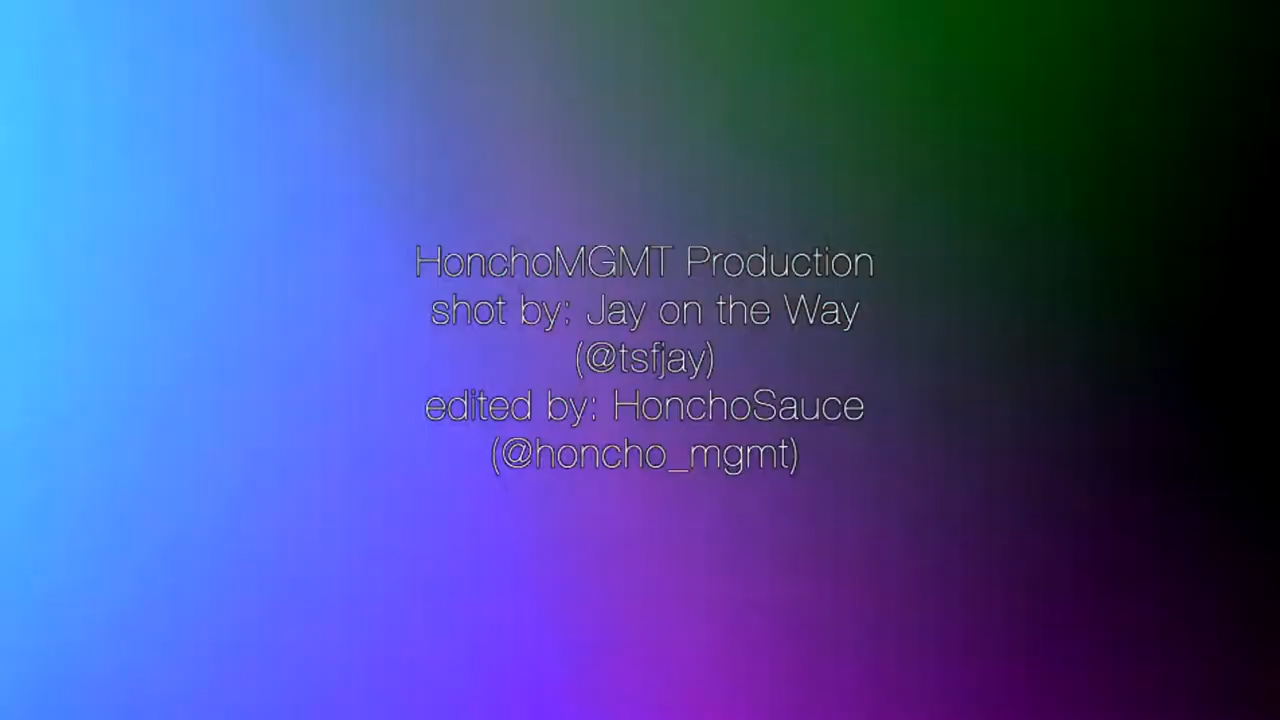 HonchoMGMT Production
shot by: Jay on the Way
(@tsfjay)
edited by: HonchoSauce
(@honcho_mgmt)